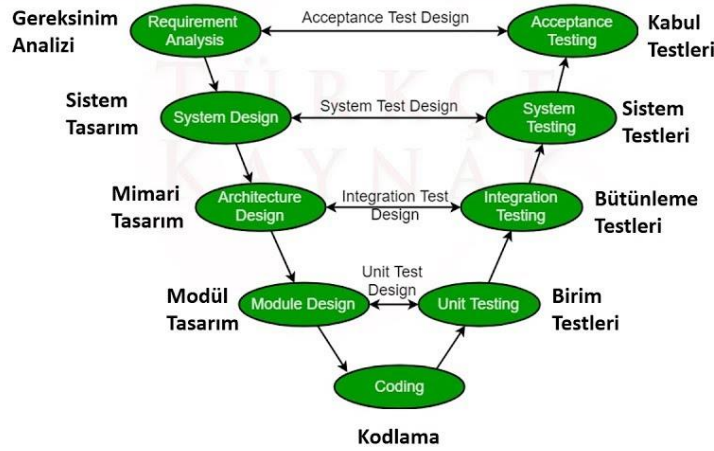 Gereksinim
Analizi
Requirement
Analysis
Acceptance Test Design
Acceptance
Testing
Kabul
Testleri
TÜRKÇE
Sistem
Tasarım
System Design
System Test Design
System
Testing
Sistem
Testleri
KAYNAK
Mimari
Tasarım
Architecture
Design
Integration Test
Design
Integration
Testing
Bütünleme
Testleri
Modül
Tasarım
Module Design
Unit Test
Design
Unit Testing
Birim
Testleri
Coding
Kodlama